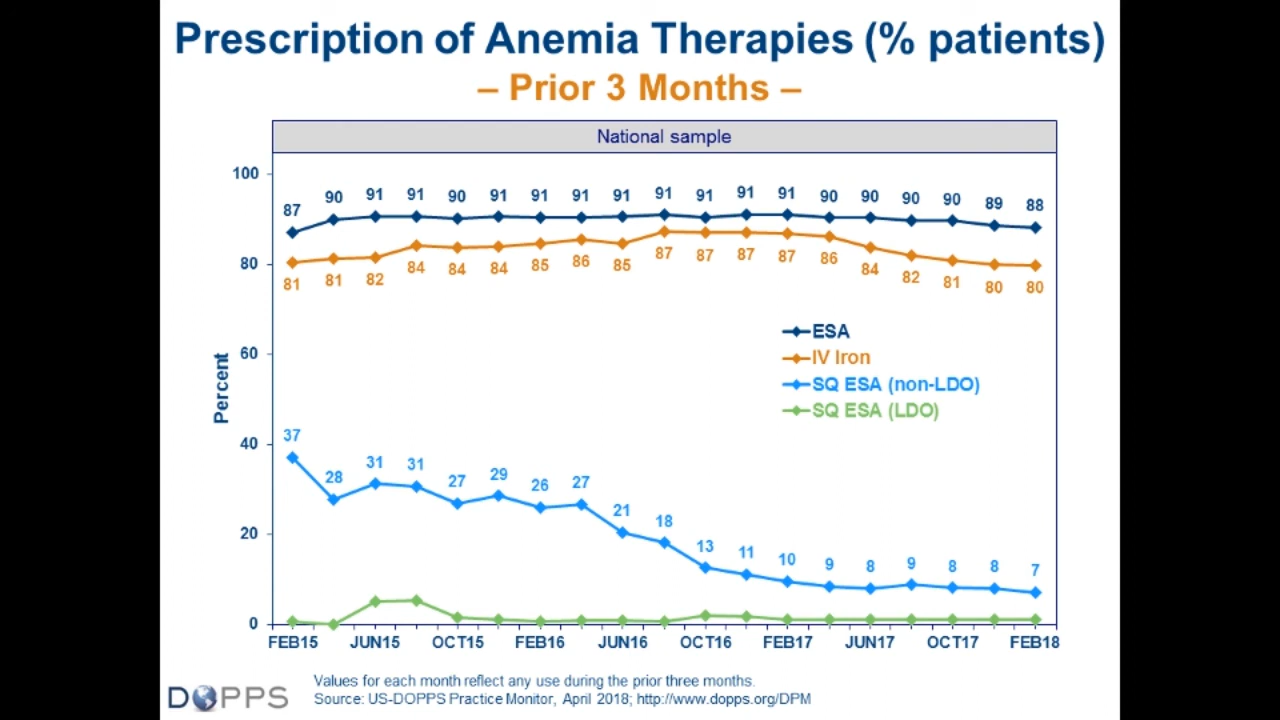 Prescription of Anemia Therapies (% patients)
– Prior 3 Months –
National sample
100
80
60
40
20
0
Percent
87 90 91 91 90 91 91 91 91 91 91 91 91 90 90 90 90 89 88
81 81 82 84 84 84 85 86 85 87 87 87 87 86 84 82 81 80 80
ESA
IV Iron
SQ ESA (non-LDO)
SQ ESA (LDO)
37 28 31 31 27 29 26 27 21 18 13 11 10 9 8 9 8 8 7
FEB15 JUN15 OCT15 FEB16 JUN16 OCT16 FEB17 JUN17 OCT17 FEB18
DOPPS
Values for each month reflect any use during the prior three months.
Source: US-DOPPS Practice Monitor, April 2018; http://www.dopps.org/DPM